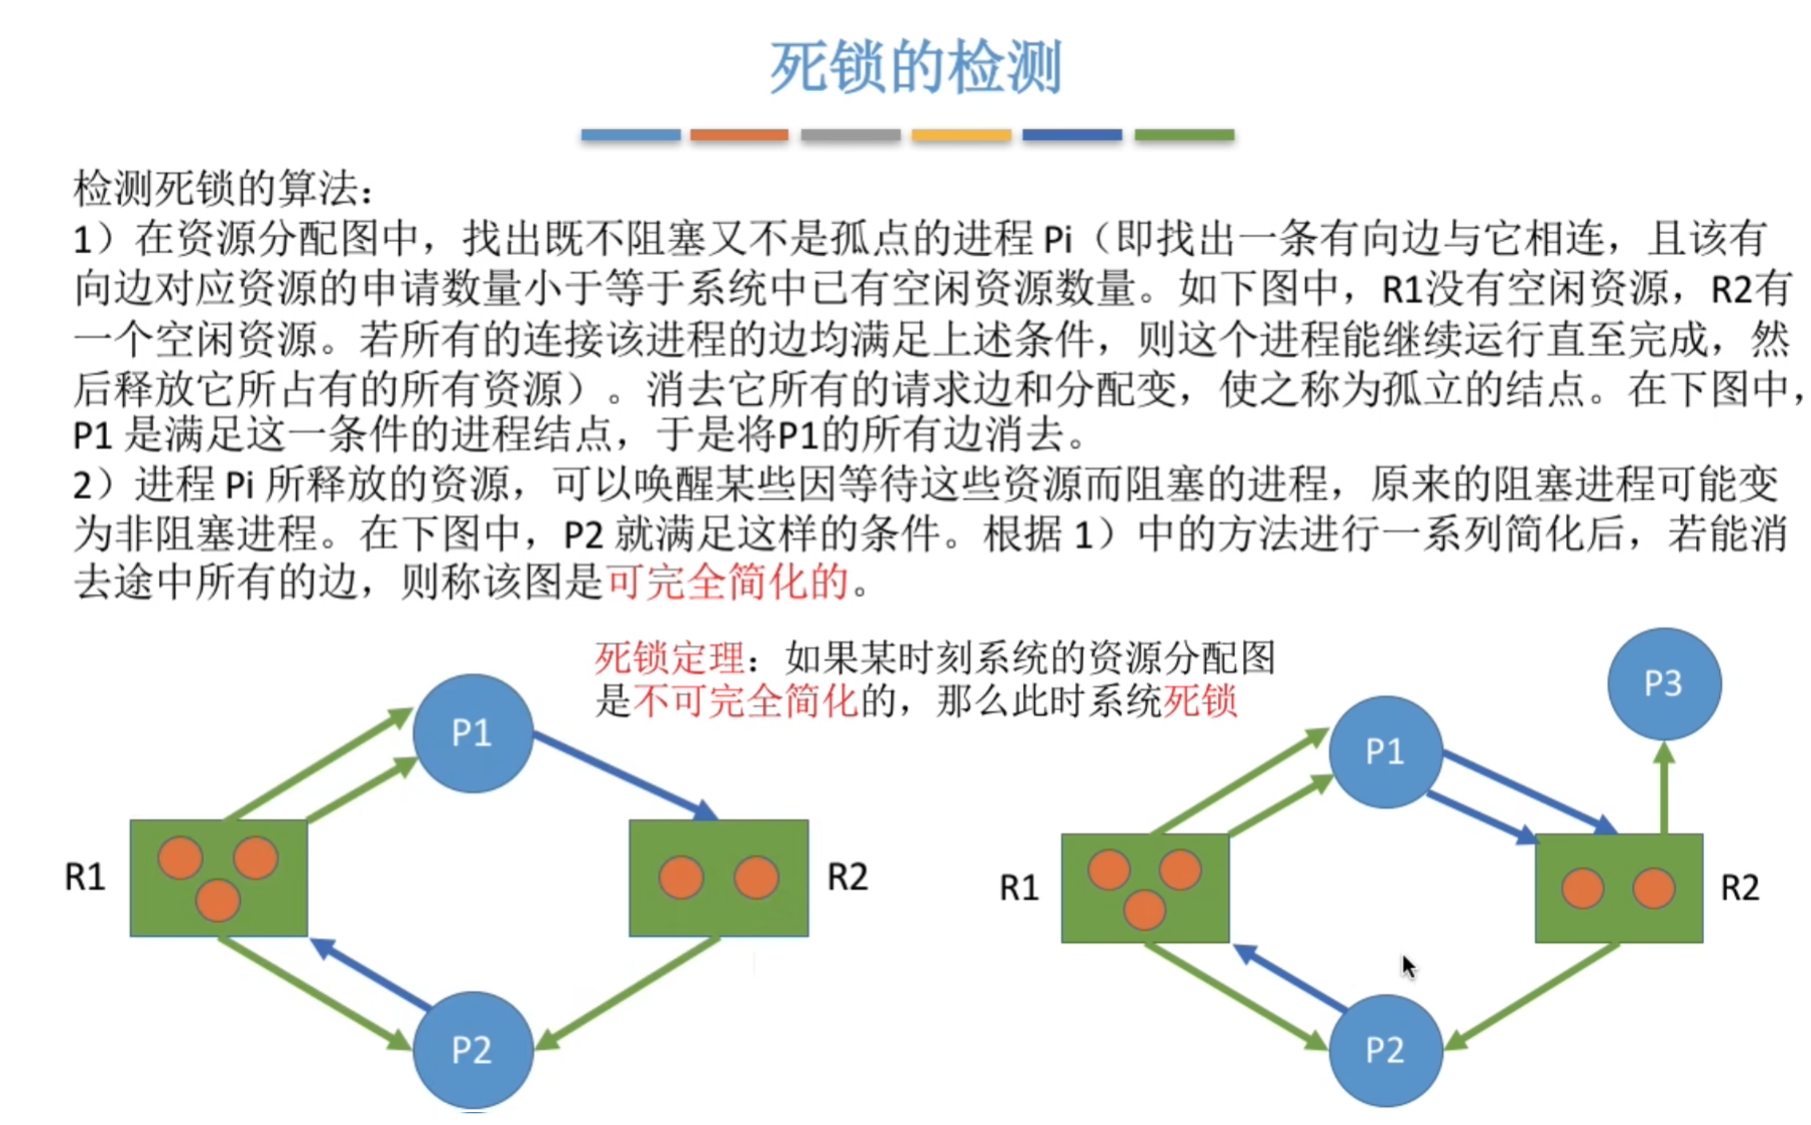 死锁的检测
检测死锁的算法：
1）在资源分配图中，找出既不阻塞又不是孤点的进程 Pi（即找出一条有向边与它相连，且该有
向边对应资源的申请数量小于等于系统中已有空闲资源数量。如下图中，R1没有空闲资源，R2有
一个空闲资源。若所有的连接该进程的边均满足上述条件，则这个进程能继续运行直至完成，然
后释放它所占有的所有资源）。消去它所有的请求边和分配变，使之称为孤立的结点。在下图中，
P1 是满足这一条件的进程结点，于是将P1的所有边消去。
2）进程 Pi 所释放的资源，可以唤醒某些因等待这些资源而阻塞的进程，原来的阻塞进程可能变
为非阻塞进程。在下图中，P2 就满足这样的条件。根据 1）中的方法进行一系列简化后，若能消
去途中所有的边，则称该图是可完全简化的。
死锁定理：如果某时刻系统的资源分配图
是不可完全简化的，那么此时系统死锁
P1
R1
R2
P2
P3
P1
R1
R2
P2